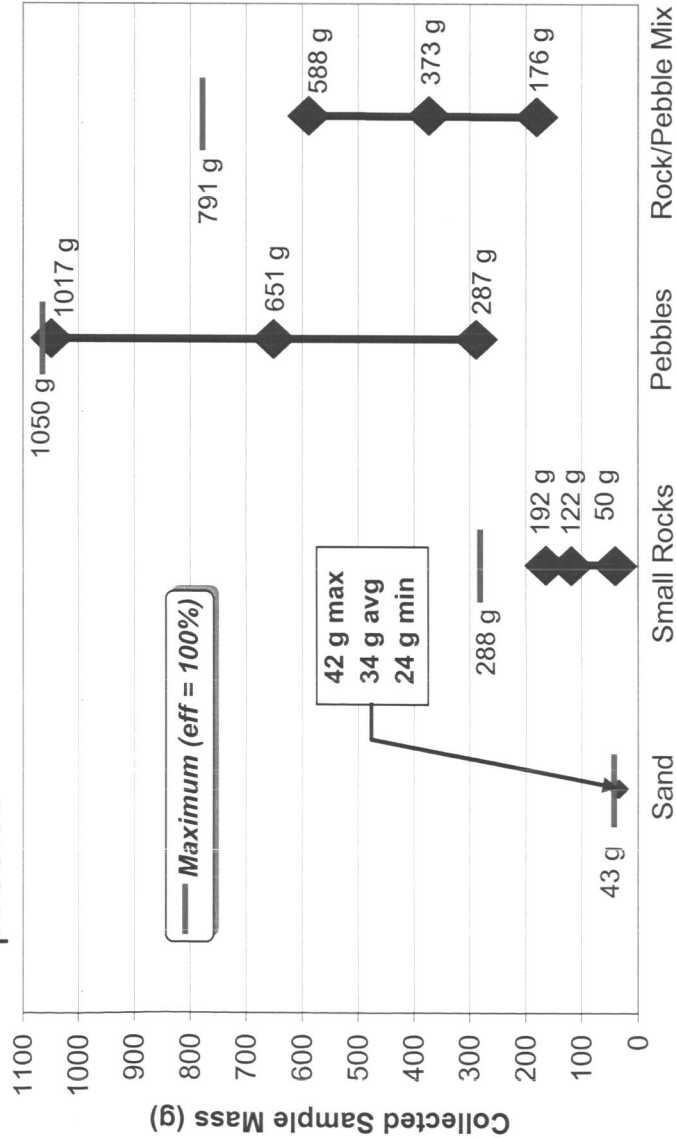 Collected Sample Mass (g)
1100
1000
900
800
700
600
500
400
300
200
100
0
Maximum (eff = 100%)
43 g
42 g max
34 g avg
24 g min
288 g
192 g
122 g
50 g
1050 g
1017 g
651 g
287 g
791 g
588 g
373 g
176 g
Sand
Small Rocks
Pebbles
Rock/Pebble Mix